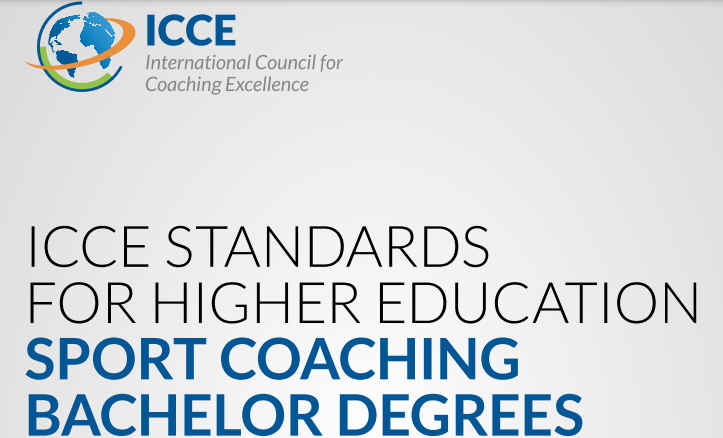 ICCE
International Council for
Coaching Excellence
ICCE STANDARDS
FOR HIGHER EDUCATION
SPORT COACHING
BACHELOR DEGREES